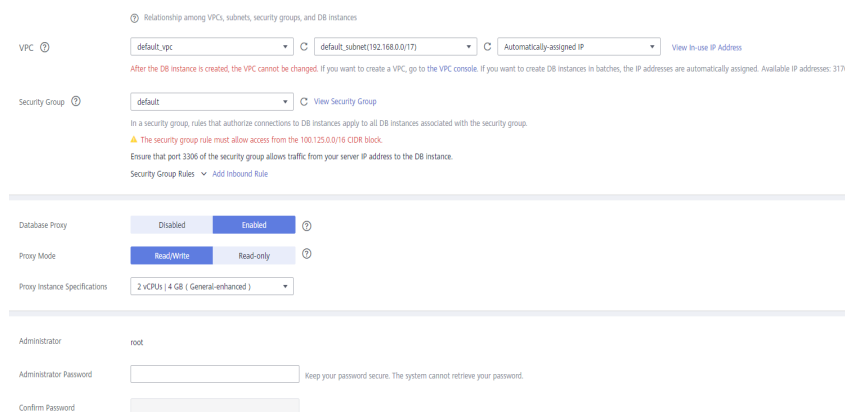 Relationship among VPCs, subnets, security groups, and DB instances
VPC default_vpc default_subnet(192.168.0.0/17) Automatically-assigned IP View In-use IP Address
After the DB instance is created, the VPC cannot be changed. If you want to create a VPC, go to the VPC console. If you want to create DB instances in batches, the IP addresses are automatically assigned. Available IP addresses: 317
Security Group default View Security Group
In a security group, rules that authorize connections to DB instances apply to all DB instances associated with the security group.
The security group rule must allow access from the 100.125.0.0/16 CIDR block.
Ensure that port 3306 of the security group allows traffic from your server IP address to the DB instance.
Security Group Rules Add Inbound Rule
Database Proxy Disabled Enabled
Proxy Mode Read/Write Read-only
Proxy Instance Specifications 2 vCPUs | 4 GB ( General-enhanced )
Administrator root
Administrator Password Keep your password secure. The system cannot retrieve your password.
Confirm Password